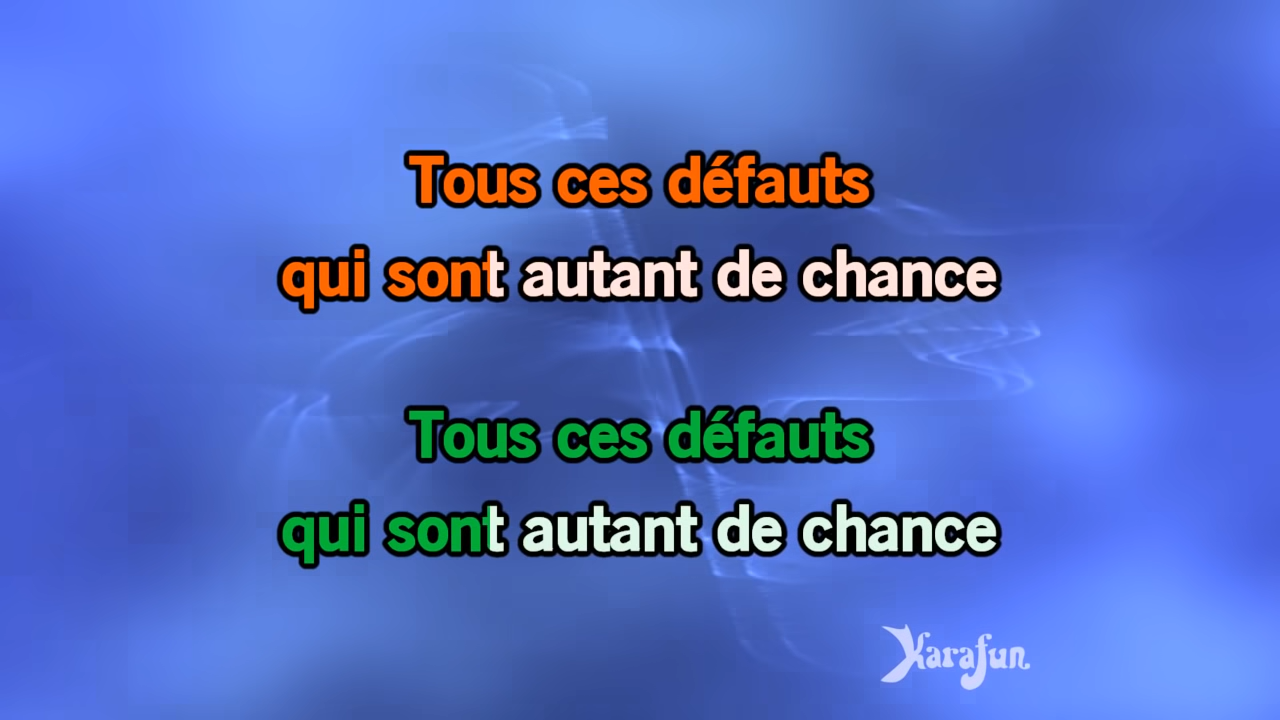 Tous ces défauts
qui sont autant de chance
Tous ces défauts
qui sont autant de chance
Karafun